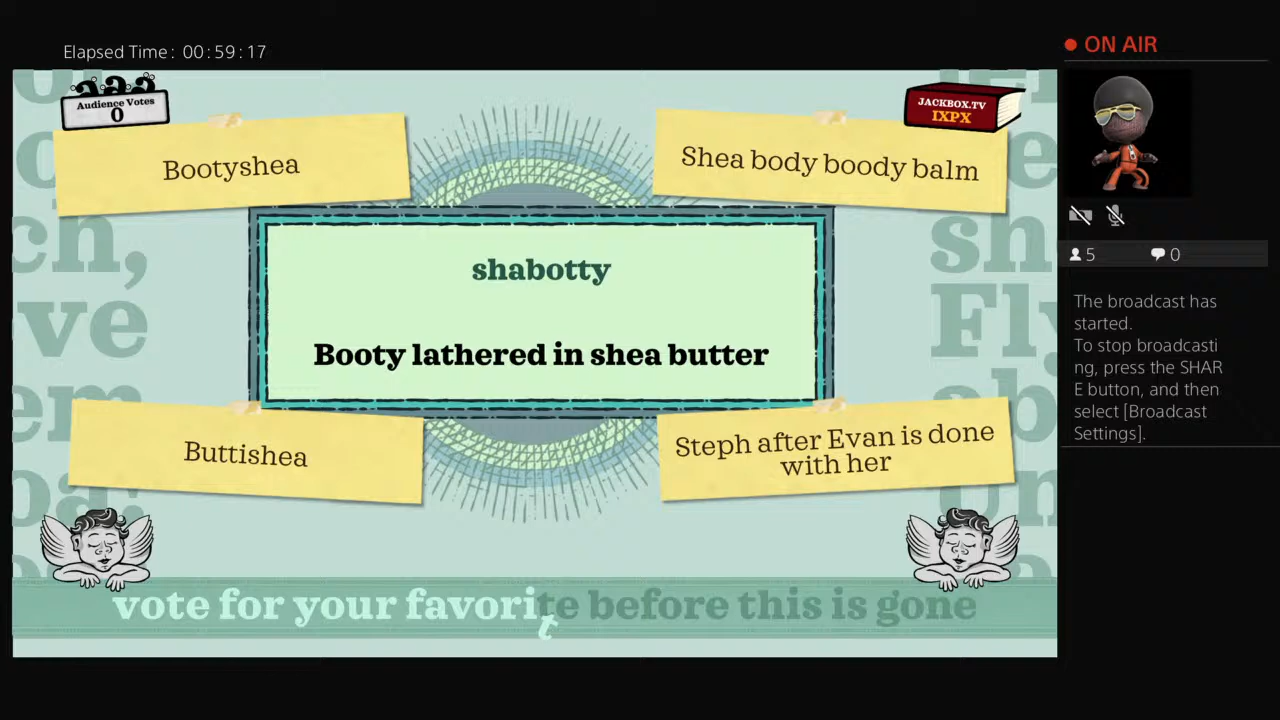 Elapsed Time: 00:59:17
ON AIR
Audience Votes
0
JACKBOX.TV
IXPX
Bootyshea
Shea body boody balm
shabotty
Booty lathered in shea butter
Buttishea
Steph after Evan is done
with her
vote for your favorite before this is gone
5
0
The broadcast has
started.
To stop broadcasti
ng, press the SHAR
E button, and then
select [Broadcast
Settings].